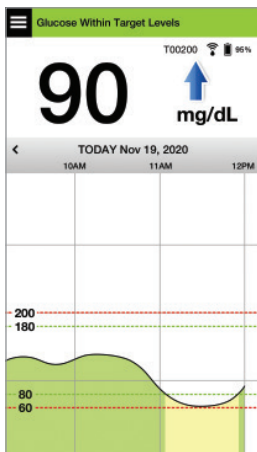 Glucose Within Target Levels
T00200 95%
90
mg/dL
TODAY Nov 19, 2020
10AM 11AM 12PM
200
180
80
60